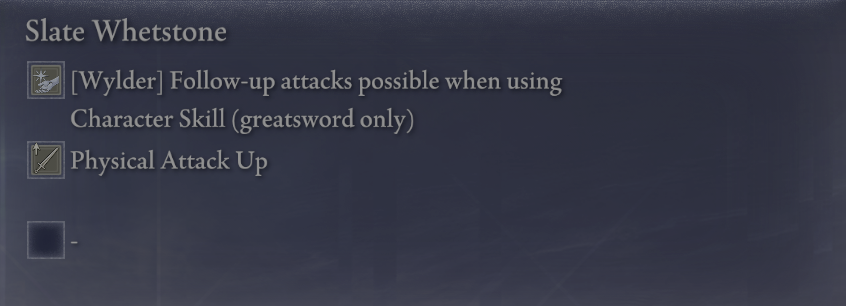 Slate Whetstone
[Wylder] Follow-up attacks possible when using
Character Skill (greatsword only)
Physical Attack Up
-